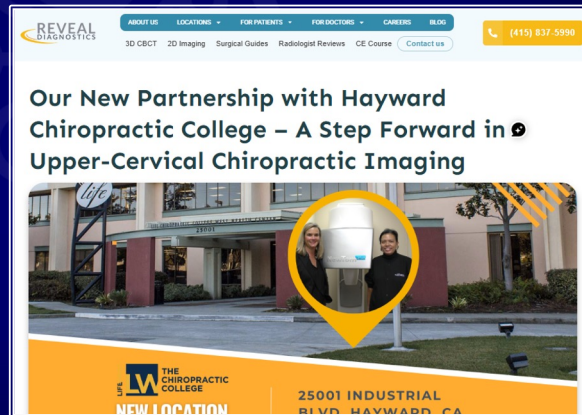 REVEAL
DIAGNOSTICS
ABOUT US LOCATIONS FOR PATIENTS FOR DOCTORS CAREERS BLOG
3D CBCT 2D Imaging Surgical Guides Radiologist Reviews CE Course Contact us
(415) 837-5990
Our New Partnership with Hayward
Chiropractic College – A Step Forward in
Upper-Cervical Chiropractic Imaging
life
25001
LIFE
LW
THE
CHIROPRACTIC
COLLEGE
NEW LOCATION
25001 INDUSTRIAL
BLVD, HAYWARD, CA